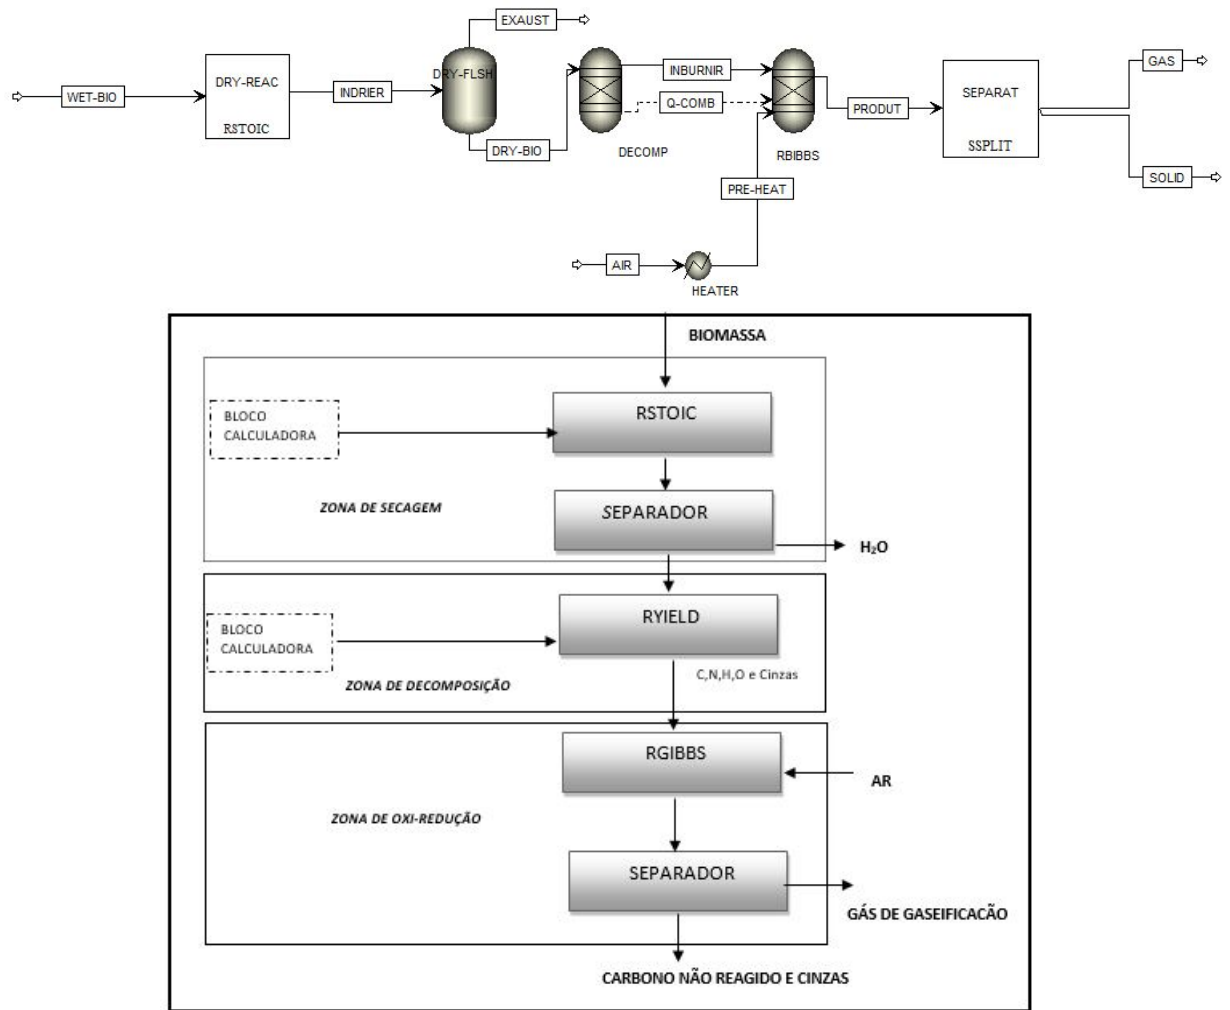 EXAUST
WET-BIO
DRY-REAC
RSTOIC
INDRIER
DRY-FLSH
DRY-BIO
DECOMP
INBURNIR
Q-COMB
RBIBBS
PRE-HEAT
AIR
HEATER
PRODUT
SEPARAT
SSPLIT
GAS
SOLID
BIOMASSA
BLOCO
CALCULADORA
RSTOIC
ZONA DE SECAGEM
SEPARADOR
H₂O
BLOCO
CALCULADORA
RYIELD
C,N,H,O e Cinzas
ZONA DE DECOMPOSIÇÃO
RGIBBS
AR
ZONA DE OXI-REDUÇÃO
SEPARADOR
GÁS DE GASEIFICACÃO
CARBONO NÃO REAGIDO E CINZAS